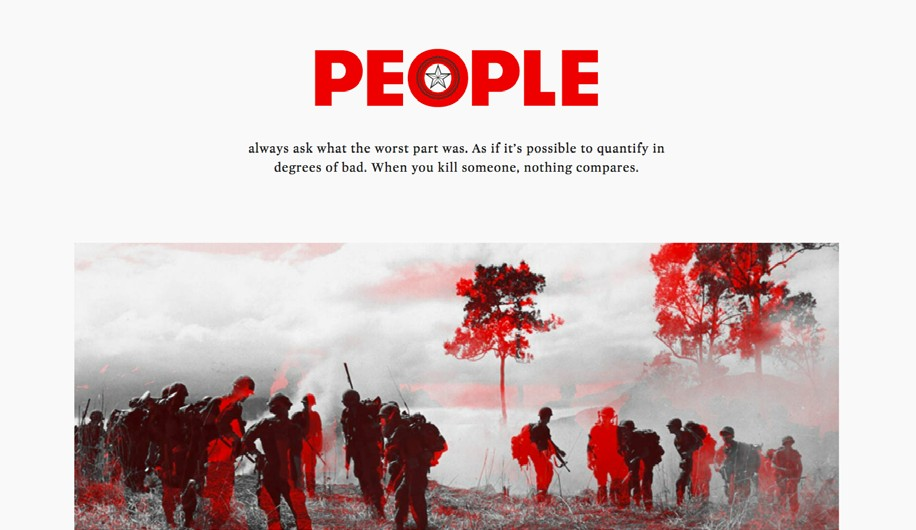 PEOPLE
always ask what the worst part was. As if it's possible to quantify in
degrees of bad. When you kill someone, nothing compares.